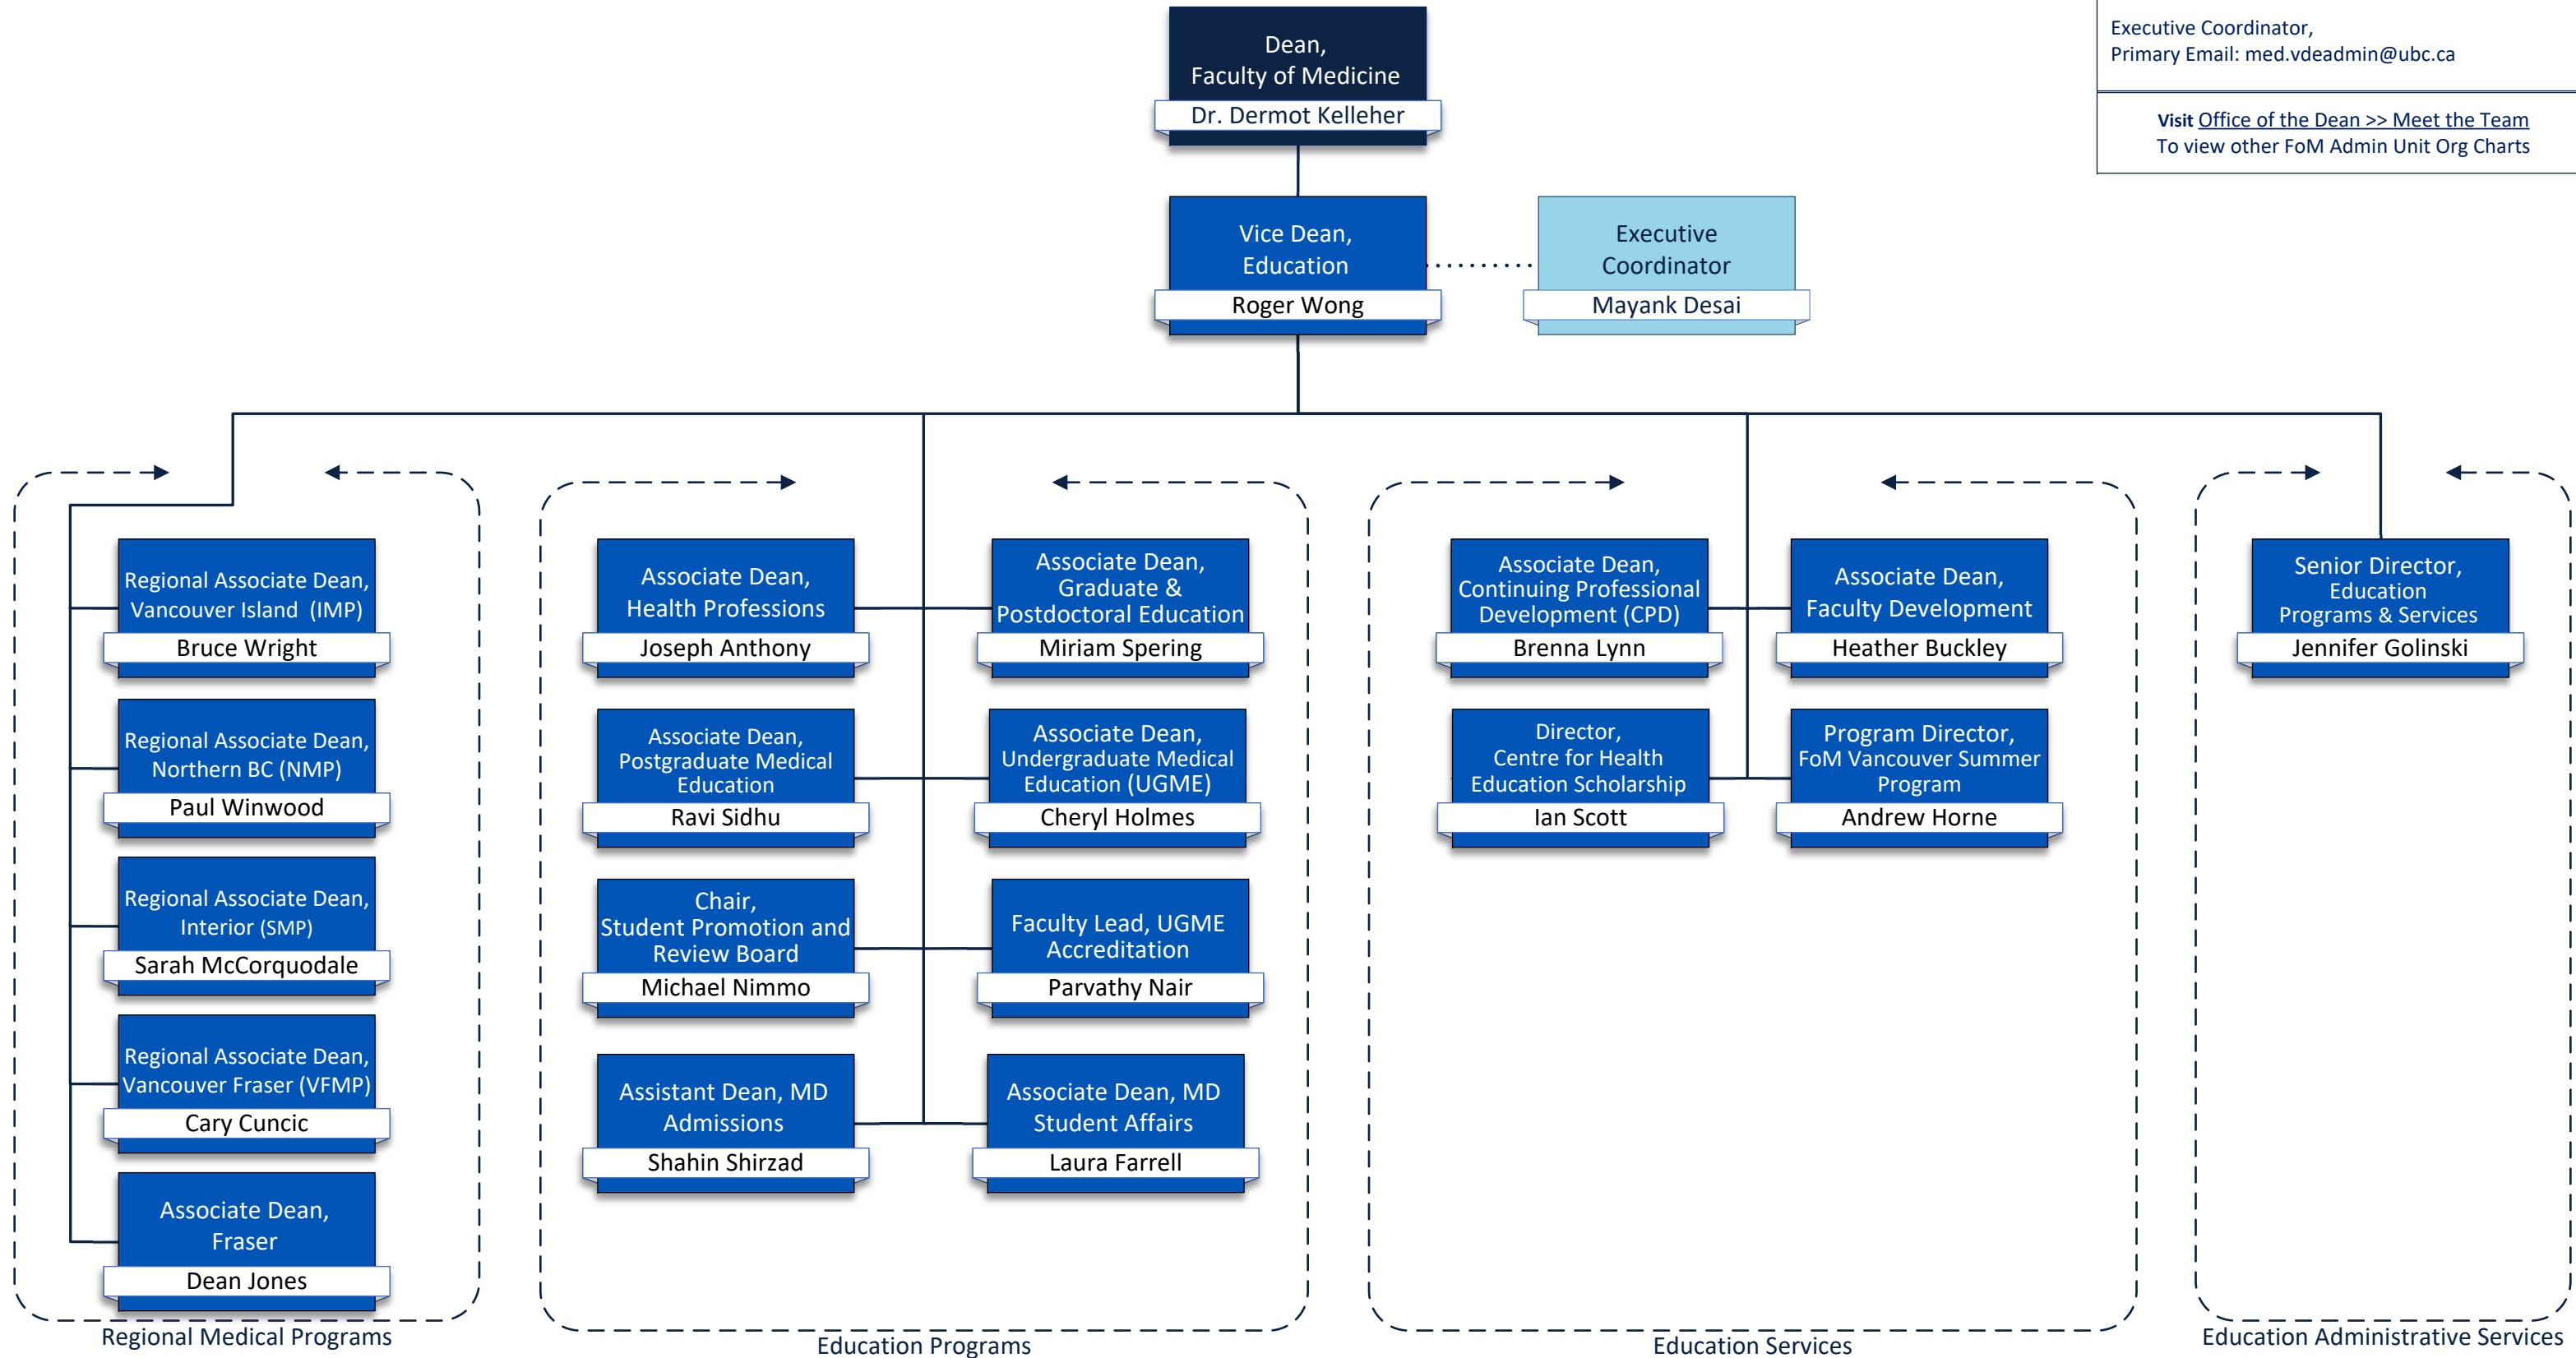 Executive Coordinator,
Primary Email: med.vdeadmin@ubc.ca
Visit Office of the Dean >> Meet the Team
To view other FoM Admin Unit Org Charts
Dean,
Faculty of Medicine
Dr. Dermot Kelleher
Vice Dean,
Education
Roger Wong
Executive
Coordinator
Mayank Desai
Regional Associate Dean,
Vancouver Island  (IMP)
Bruce Wright
Regional Associate Dean,
Northern BC (NMP)
Paul Winwood
Regional Associate Dean,
Interior (SMP)
Sarah McCorquodale
Regional Associate Dean,
Vancouver Fraser (VFMP)
Cary Cuncic
Associate Dean,
Fraser
Dean Jones
Regional Medical Programs
Associate Dean,
Health Professions
Joseph Anthony
Associate Dean,
Graduate &
Postdoctoral Education
Miriam Spering
Associate Dean,
Postgraduate Medical
Education
Ravi Sidhu
Associate Dean,
Undergraduate Medical
Education (UGME)
Cheryl Holmes
Chair,
Student Promotion and
Review Board
Michael Nimmo
Faculty Lead, UGME
Accreditation
Parvathy Nair
Assistant Dean, MD
Admissions
Shahin Shirzad
Associate Dean, MD
Student Affairs
Laura Farrell
Education Programs
Associate Dean,
Continuing Professional
Development (CPD)
Brenna Lynn
Associate Dean,
Faculty Development
Heather Buckley
Director,
Centre for Health
Education Scholarship
Ian Scott
Program Director,
FoM Vancouver Summer
Program
Andrew Horne
Education Services
Senior Director,
Education
Programs & Services
Jennifer Golinski
Education Administrative Services